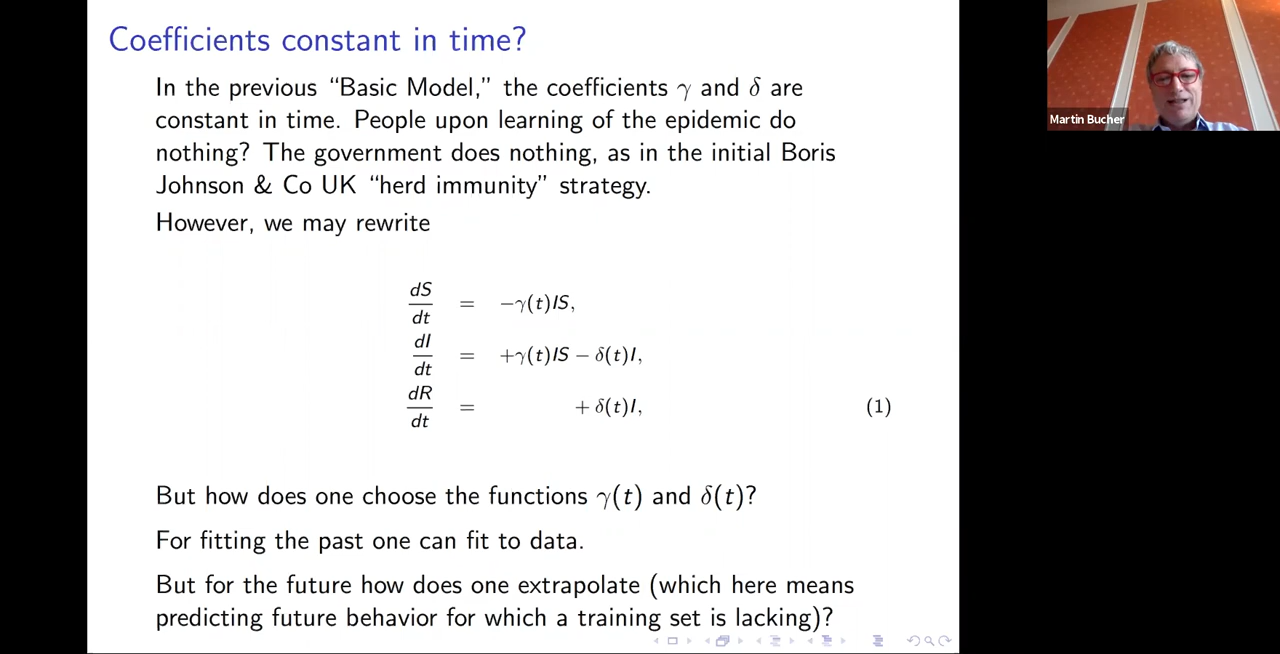 Coefficients constant in time?
In the previous “Basic Model,” the coefficients γ and δ are
constant in time. People upon learning of the epidemic do
nothing? The government does nothing, as in the initial Boris
Johnson & Co UK “herd immunity” strategy.
However, we may rewrite
dS/dt = −γ(t)IS,
dI/dt = +γ(t)IS − δ(t)I,
dR/dt = + δ(t)I, (1)
But how does one choose the functions γ(t) and δ(t)?
For fitting the past one can fit to data.
But for the future how does one extrapolate (which here means
predicting future behavior for which a training set is lacking)?
Martin Bucher